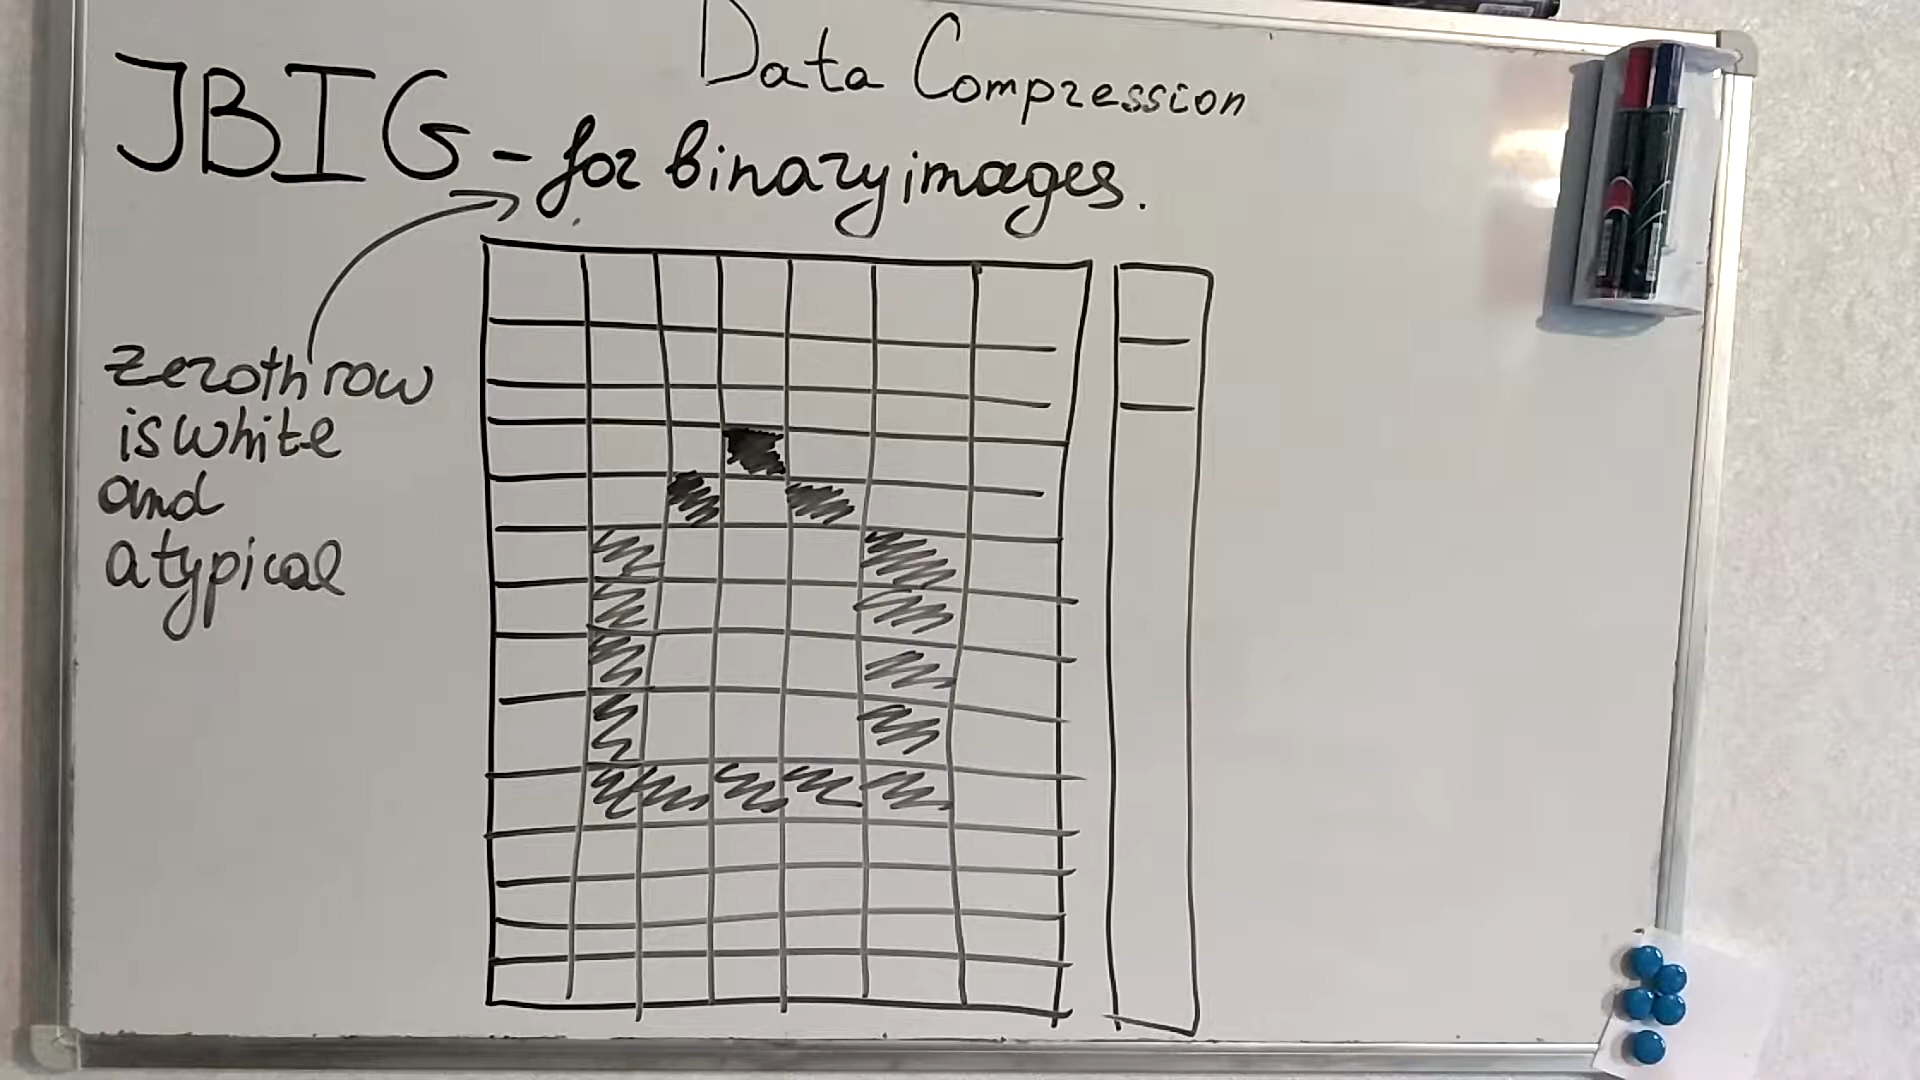 Data Compression
JBIG - for binary images.
zeroth row
is white
and
atypical